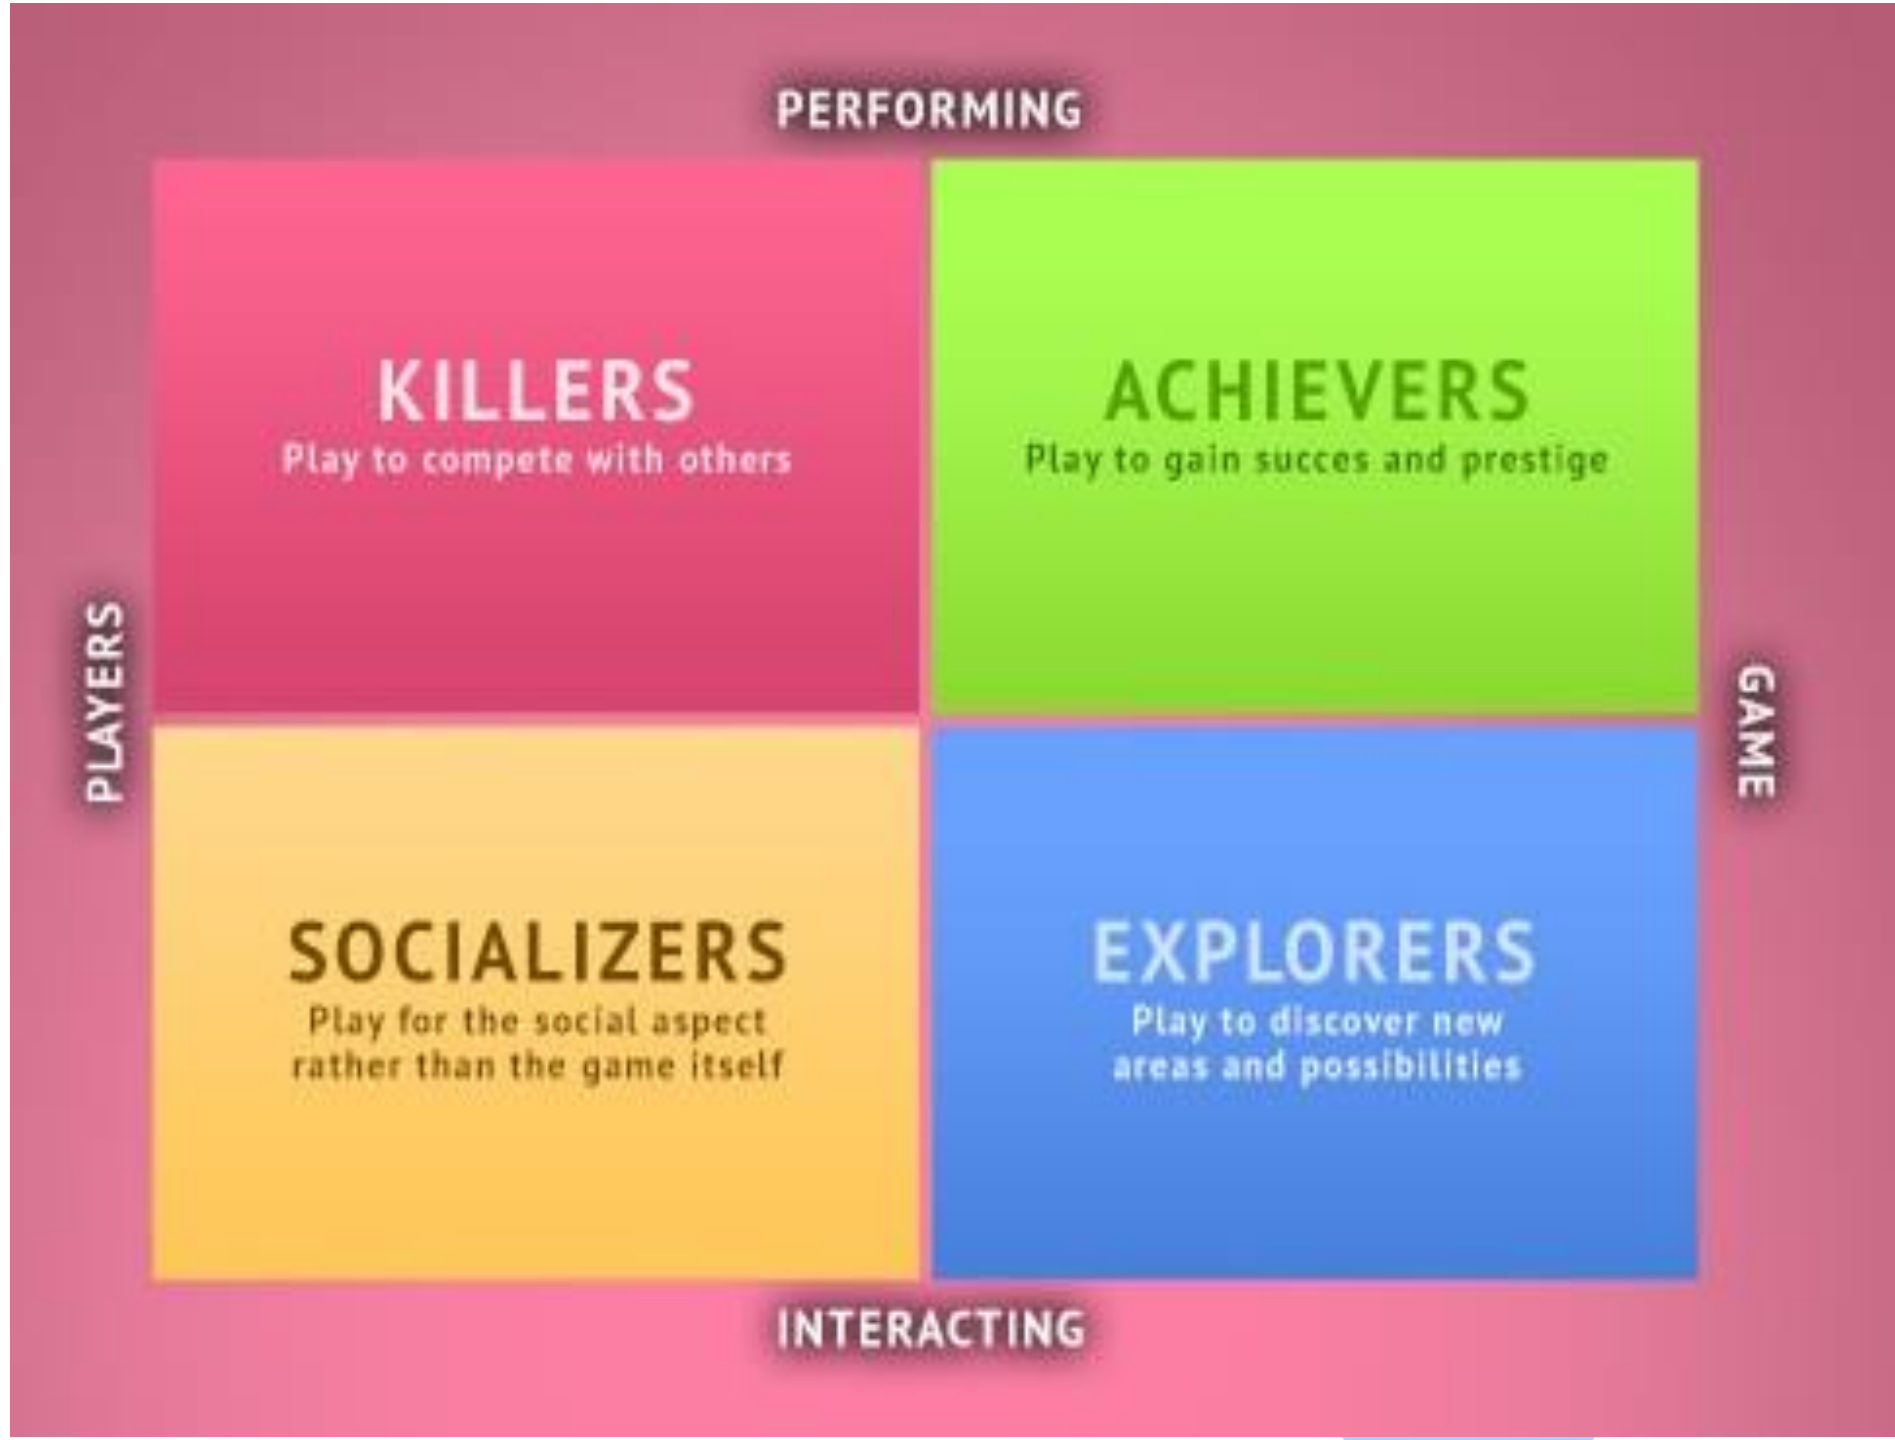 PERFORMING
KILLERS
Play to compete with others
ACHIEVERS
Play to gain succes and prestige
PLAYERS
GAME
SOCIALIZERS
Play for the social aspect
rather than the game itself
EXPLORERS
Play to discover new
areas and possibilities
INTERACTING